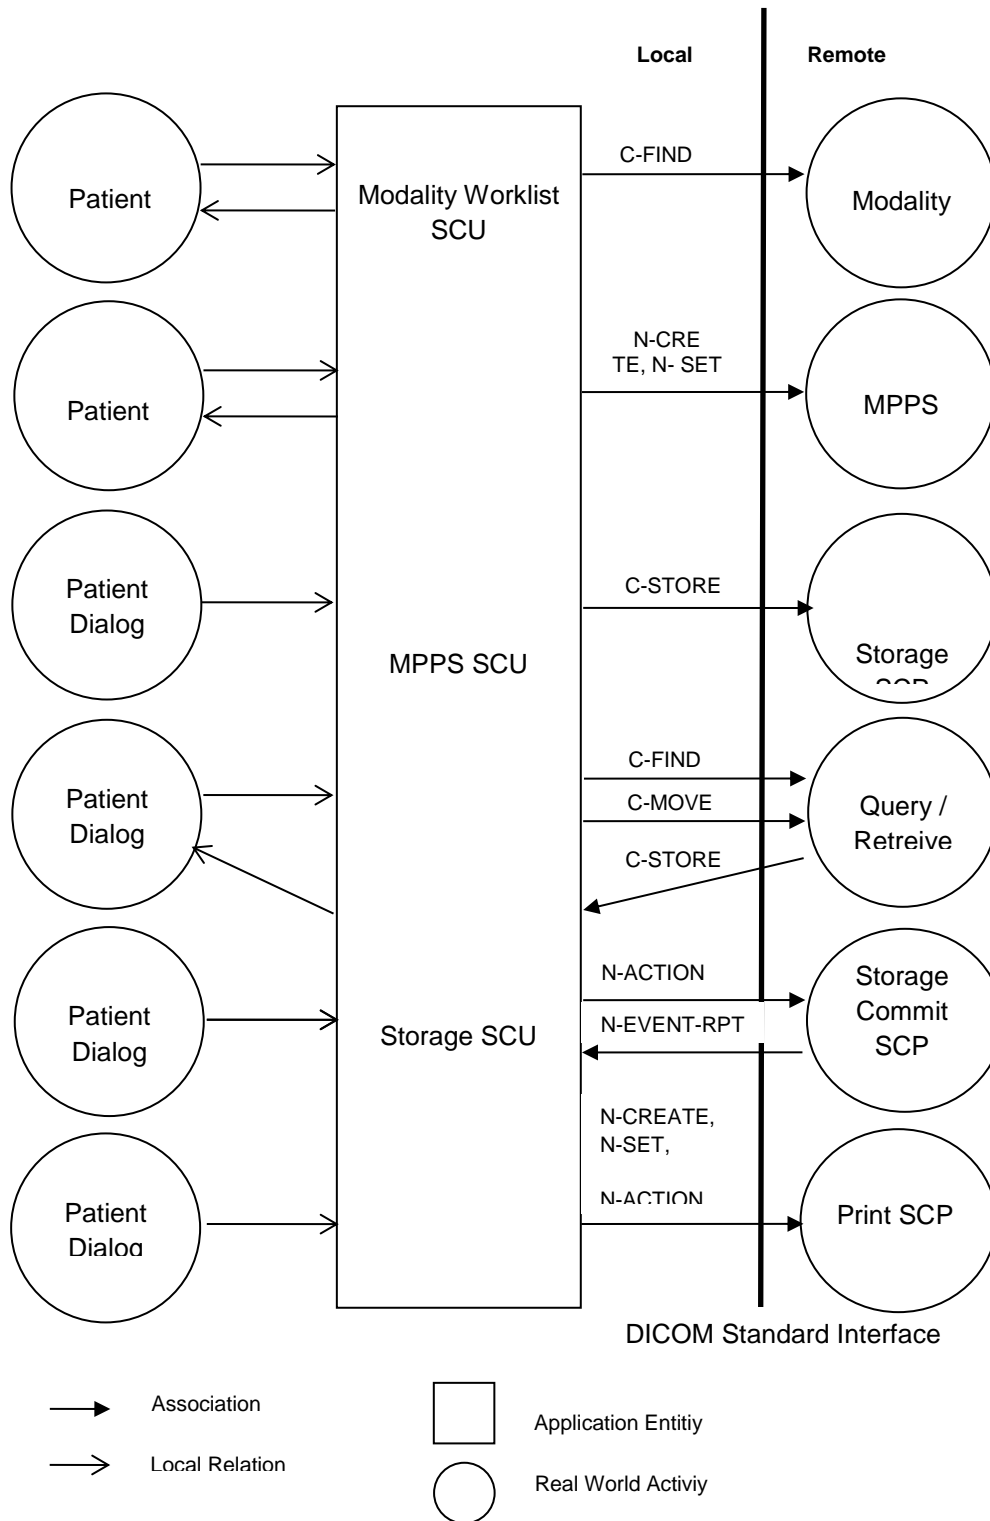 Local
Remote
Patient
Modality Worklist
SCU
C-FIND
Modality
Patient
N-CRE
TE, N- SET
MPPS
Patient
Dialog
MPPS SCU
C-STORE
Storage
SCP
Patient
Dialog
C-FIND
C-MOVE
C-STORE
Query /
Retreive
Patient
Dialog
Storage SCU
N-ACTION
N-EVENT-RPT
Storage
Commit
SCP
Patient
Dialog
N-CREATE,
N-SET,
N-ACTION
Print SCP
DICOM Standard Interface
Association
Application Entitiy
Local Relation
Real World Activiy